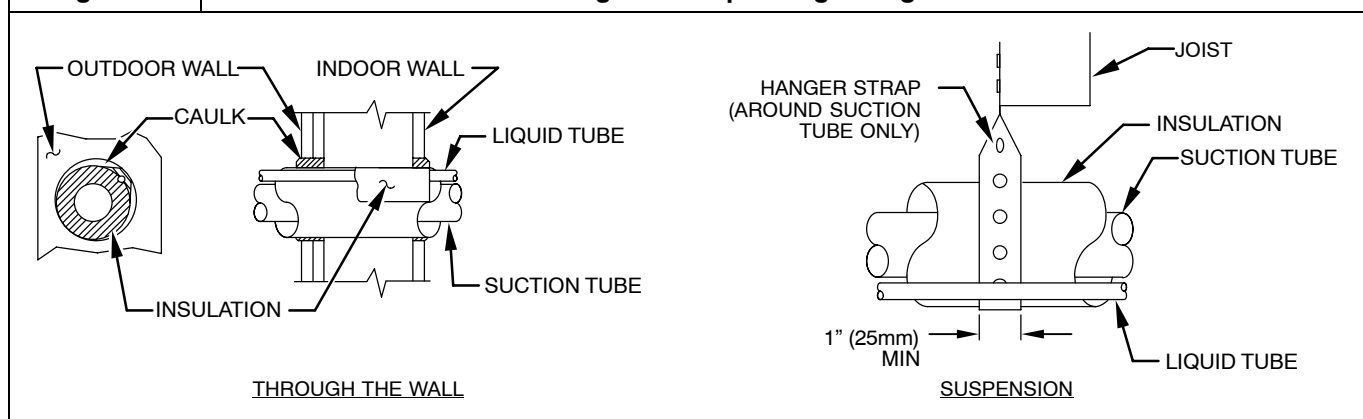 OUTDOOR WALL
INDOOR WALL
CAULK
LIQUID TUBE
SUCTION TUBE
INSULATION
THROUGH THE WALL
JOIST
HANGER STRAP
(AROUND SUCTION
TUBE ONLY)
INSULATION
SUCTION TUBE
1” (25mm)
MIN
LIQUID TUBE
SUSPENSION